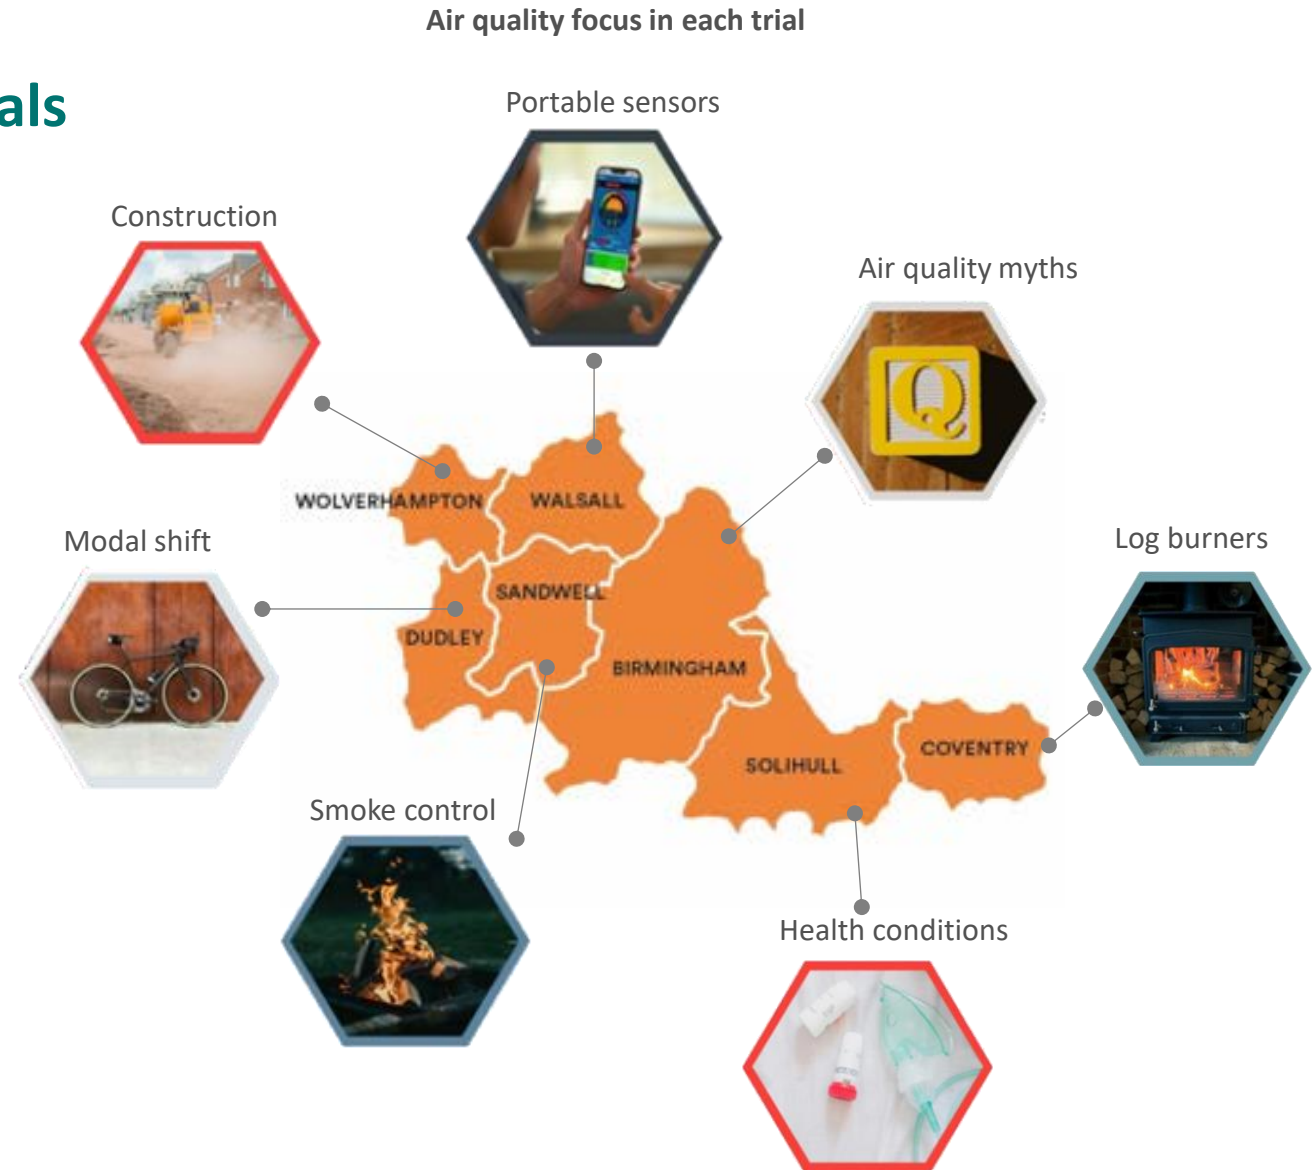 Air quality focus in each trial
als
Portable sensors
Construction
Air quality myths
Q
WOLVERHAMPTON
WALSALL
Modal shift
Log burners
SANDWELL
DUDLEY
BIRMINGHAM
COVENTRY
SOLIHULL
Smoke control
Health conditions